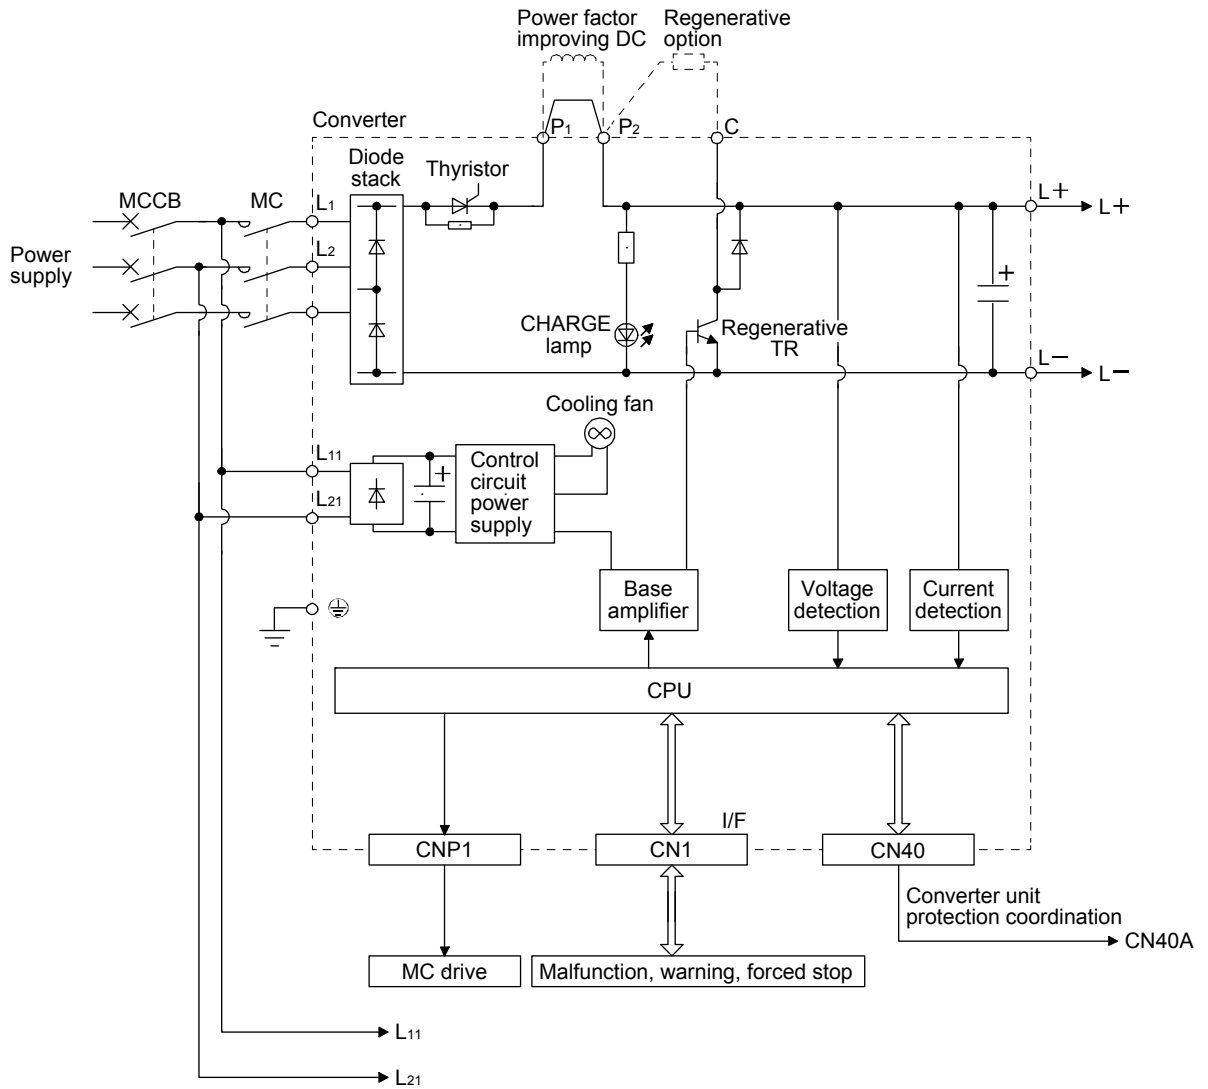 Power factor
improving DC
Regenerative
option
Converter
P1
P2
C
Diode
stack
Thyristor
MCCB
MC
L1
L+
L+
Power
supply
L2
+
CHARGE
lamp
Regenerative
TR
L−
L−
Cooling fan
L11
+
Control
circuit
power
supply
L21
Base
amplifier
Voltage
detection
Current
detection
CPU
I/F
CNP1
CN1
CN40
Converter unit
protection coordination
CN40A
MC drive
Malfunction, warning, forced stop
L11
L21